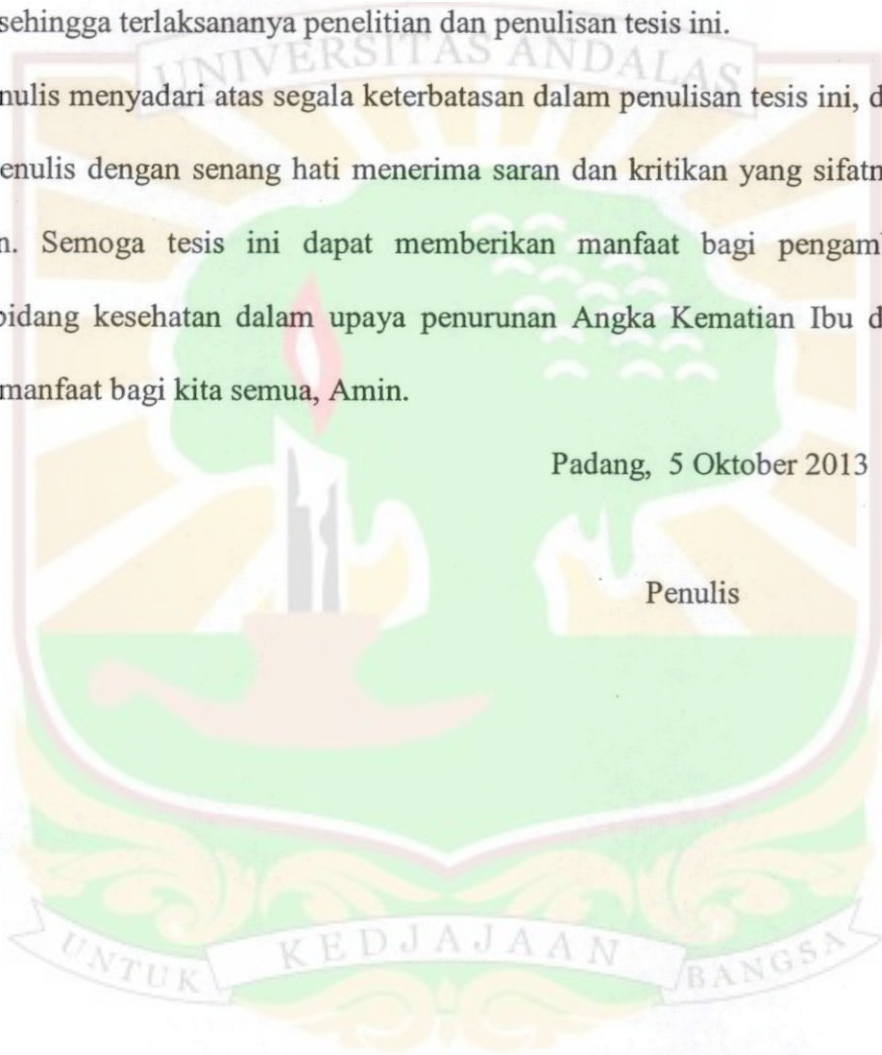 sehingga terlaksananya penelitian dan penulisan tesis ini.
UNIVERSITAS ANDALAS
nulis menyadari atas segala keterbatasan dalam penulisan tesis ini, d
enulis dengan senang hati menerima saran dan kritikan yang sifatn
n. Semoga tesis ini dapat memberikan manfaat bagi pengam
bidang kesehatan dalam upaya penurunan Angka Kematian Ibu d
manfaat bagi kita semua, Amin.
Padang, 5 Oktober 2013
Penulis
UNTUK KEDJAJAAN BANGSA